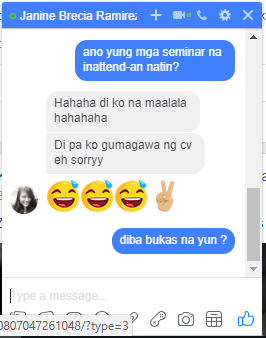 Janine Brecia Ramirez
ano yung mga seminar na
inattend-an natin?
Hahaha di ko na maalala
hahahaha
Di pa ko gumagawa ng cv
eh sorryy
diba bukas na yun ?
Type a message...
0807047261048/?type=3